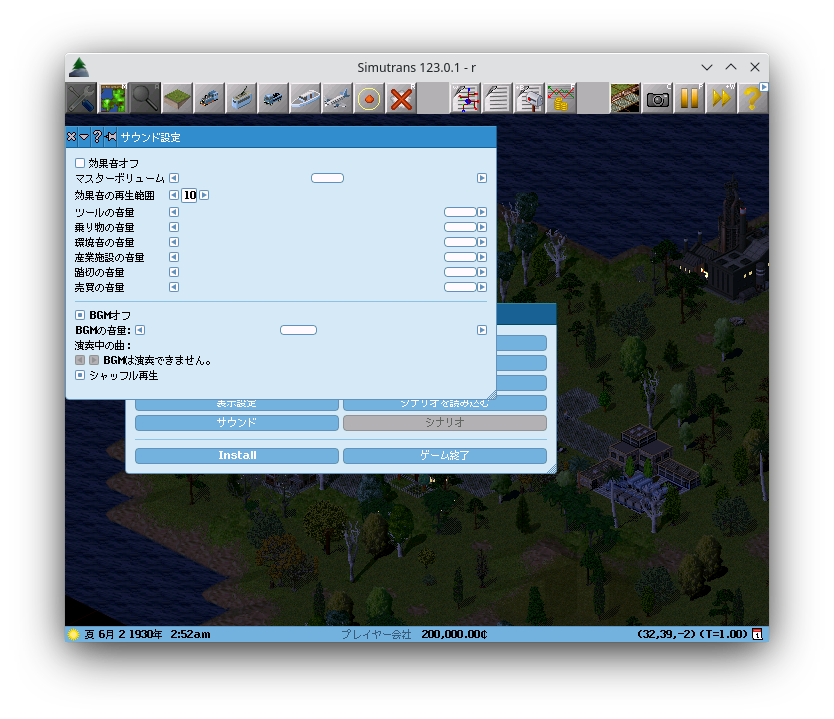 Simutrans 123.0.1 - r
サウンド設定
効果音オフ
マスターボリューム
効果音の再生範囲 10
ツールの音量
乗り物の音量
環境音の音量
産業施設の音量
踏切の音量
売買の音量
BGMオフ
BGMの音量:
演奏中の曲:
BGMは演奏できません。
シャッフル再生
表示設定 シナリオを読み込む
サウンド シナリオ
Install ゲーム終了
夏 6月 2 1930年 2:52am プレイヤー会社 200,000.00¢ (32,39,-2) (T=1.00)